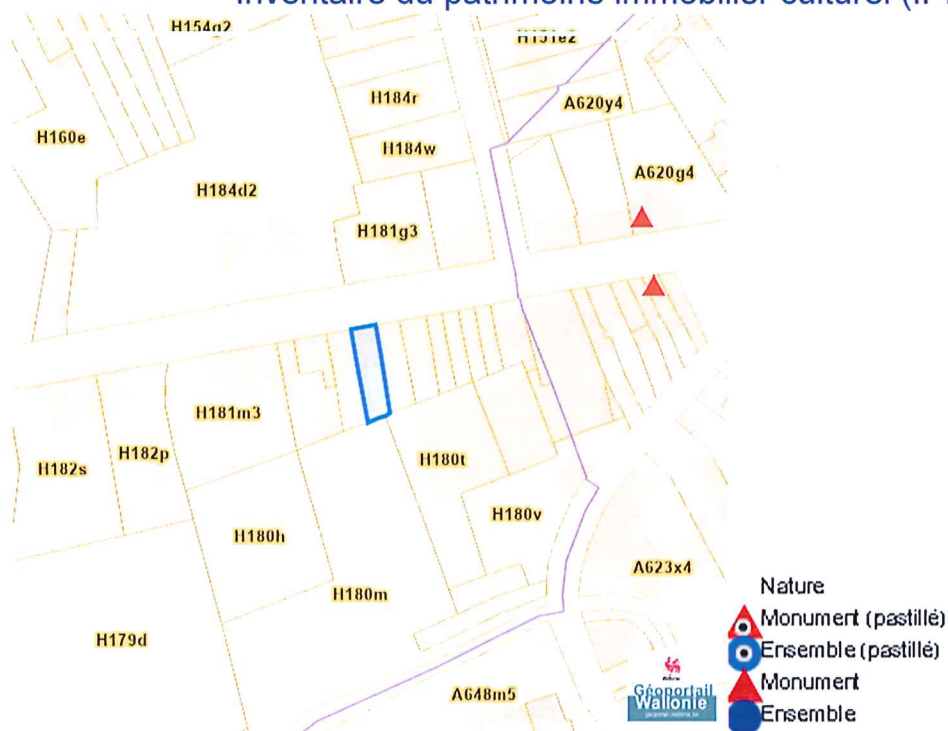 Inventaire du patrimoine immobilier culturel
H154g2
H151e2
H184r
A620y4
H160e
H184w
H184d2
A620g4
H181g3
H181m3
H182p
H182s
H180t
H180v
H180h
A623x4
H180m
H179d
A648m5
Nature
Monument (pastillé)
Ensemble (pastillé)
Monument
Ensemble
Géoportail
Wallonie